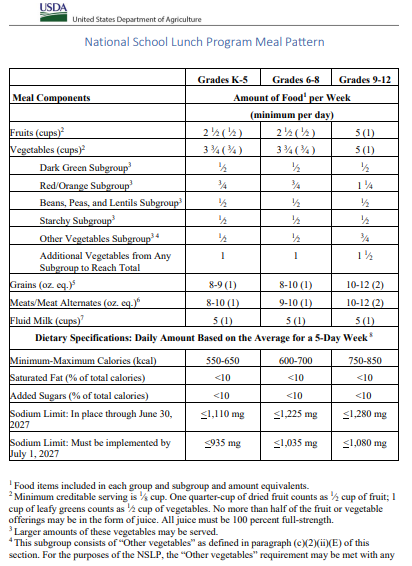 USDA
United States Department of Agriculture
National School Lunch Program Meal Pattern
Grades K-5 Grades 6-8 Grades 9-12
Meal Components Amount of Food¹ per Week
(minimum per day)
Fruits (cups)² 2 ½ (½) 2 ½ (½) 5 (1)
Vegetables (cups)² 3 ¾ (¾) 3 ¾ (¾) 5 (1)
Dark Green Subgroup³ ½ ½ ½
Red/Orange Subgroup³ ¾ ¾ 1 ¼
Beans, Peas, and Lentils Subgroup³ ½ ½ ½
Starchy Subgroup³ ½ ½ ½
Other Vegetables Subgroup³ ⁴ ½ ½ ¾
Additional Vegetables from Any 1 1 1 ½
Subgroup to Reach Total
Grains (oz. eq.)⁵ 8-9 (1) 8-10 (1) 10-12 (2)
Meats/Meat Alternates (oz. eq.)⁶ 8-10 (1) 9-10 (1) 10-12 (2)
Fluid Milk (cups)⁷ 5 (1) 5 (1) 5 (1)
Dietary Specifications: Daily Amount Based on the Average for a 5-Day Week ⁸
Minimum-Maximum Calories (kcal) 550-650 600-700 750-850
Saturated Fat (% of total calories) <10 <10 <10
Added Sugars (% of total calories) <10 <10 <10
Sodium Limit: In place through June 30, ≤1,110 mg ≤1,225 mg ≤1,280 mg
2027
Sodium Limit: Must be implemented by ≤935 mg ≤1,035 mg ≤1,080 mg
July 1, 2027
¹ Food items included in each group and subgroup and amount equivalents.
² Minimum creditable serving is ⅛ cup. One quarter-cup of dried fruit counts as ½ cup of fruit; 1
cup of leafy greens counts as ½ cup of vegetables. No more than half of the fruit or vegetable
offerings may be in the form of juice. All juice must be 100 percent full-strength.
³ Larger amounts of these vegetables may be served.
⁴ This subgroup consists of “Other vegetables” as defined in paragraph (c)(2)(ii)(E) of this
section. For the purposes of the NSLP, the “Other vegetables” requirement may be met with any